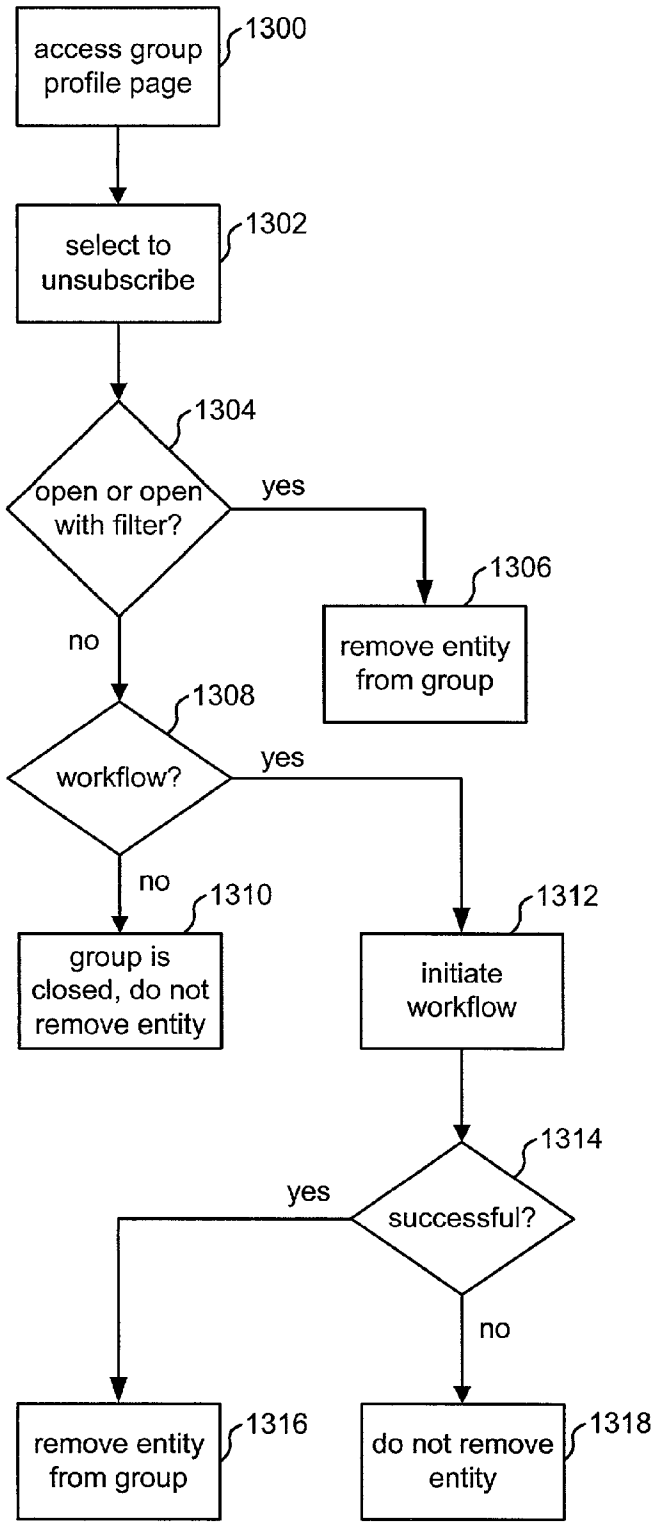 1300
access group
profile page
1302
select to
unsubscribe
1304
open or open
with filter?
yes
1306
remove entity
from group
no
1308
workflow?
yes
no
1310
group is
closed, do not
remove entity
1312
initiate
workflow
1314
successful?
yes
no
1316
remove entity
from group
1318
do not remove
entity